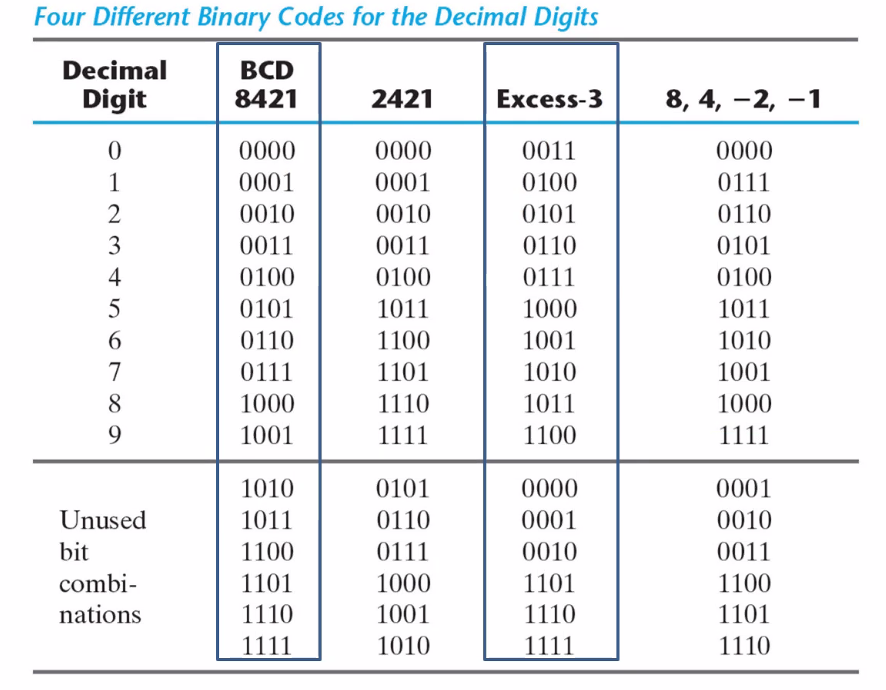 Four Different Binary Codes for the Decimal Digits
Decimal Digit BCD 8421 2421 Excess-3 8, 4, −2, −1
0 0000 0000 0011 0000
1 0001 0001 0100 0111
2 0010 0010 0101 0110
3 0011 0011 0110 0101
4 0100 0100 0111 0100
5 0101 1011 1000 1011
6 0110 1100 1001 1010
7 0111 1101 1010 1001
8 1000 1110 1011 1000
9 1001 1111 1100 1111
1010 0101 0000 0001
Unused 1011 0110 0001 0010
bit 1100 0111 0010 0011
combi- 1101 1000 1101 1100
nations 1110 1001 1110 1101
1111 1010 1111 1110